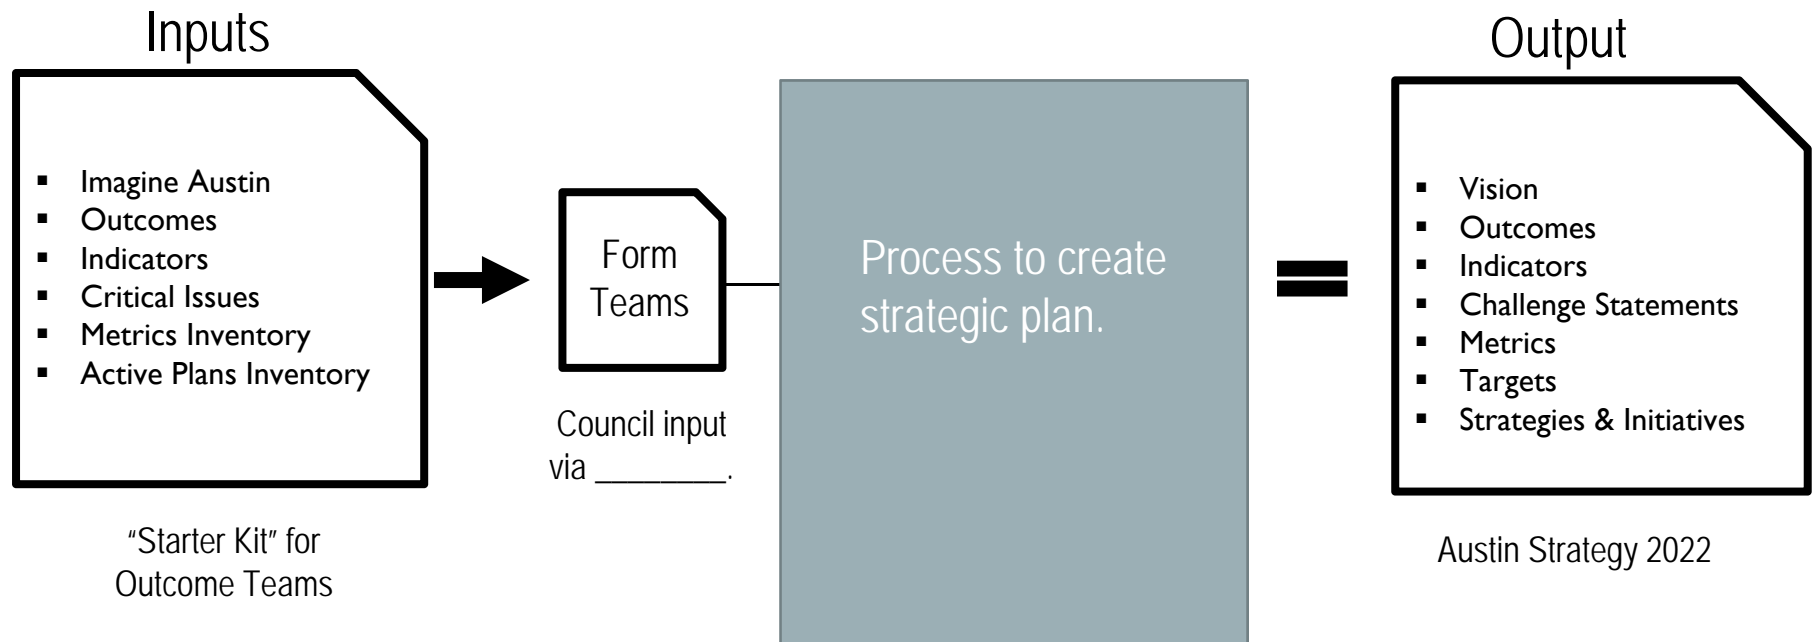 Inputs
▪ Imagine Austin
▪ Outcomes
▪ Indicators
▪ Critical Issues
▪ Metrics Inventory
▪ Active Plans Inventory
“Starter Kit” for
Outcome Teams
Form
Teams
Council input
via ________.
Process to create
strategic plan.
Output
▪ Vision
▪ Outcomes
▪ Indicators
▪ Challenge Statements
▪ Metrics
▪ Targets
▪ Strategies & Initiatives
Austin Strategy 2022